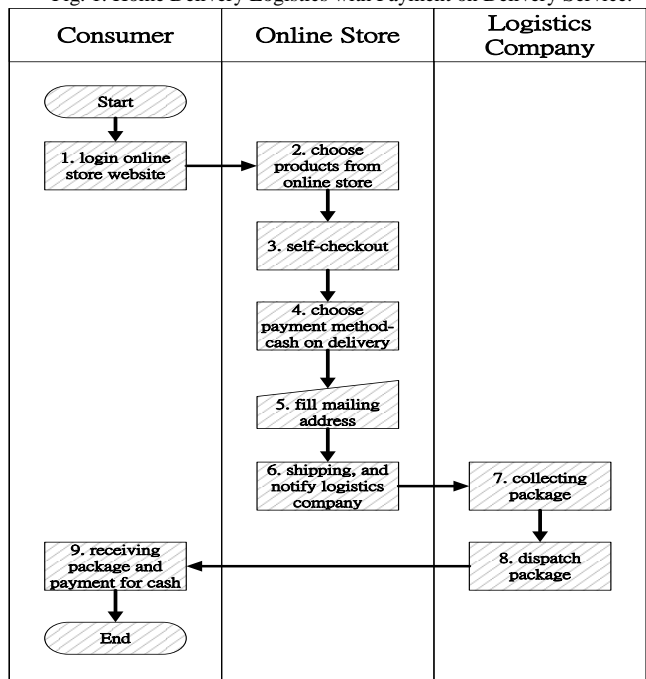 Fig. 1. Home Delivery Logistics with Payment on Delivery Service.
Consumer
Online Store
Logistics
Company
Start
1. login online
store website
2. choose
products from
online store
3. self-checkout
4. choose
payment method-
cash on delivery
5. fill mailing
address
6. shipping, and
notify logistics
company
7. collecting
package
8. dispatch
package
9. receiving
package and
payment for cash
End